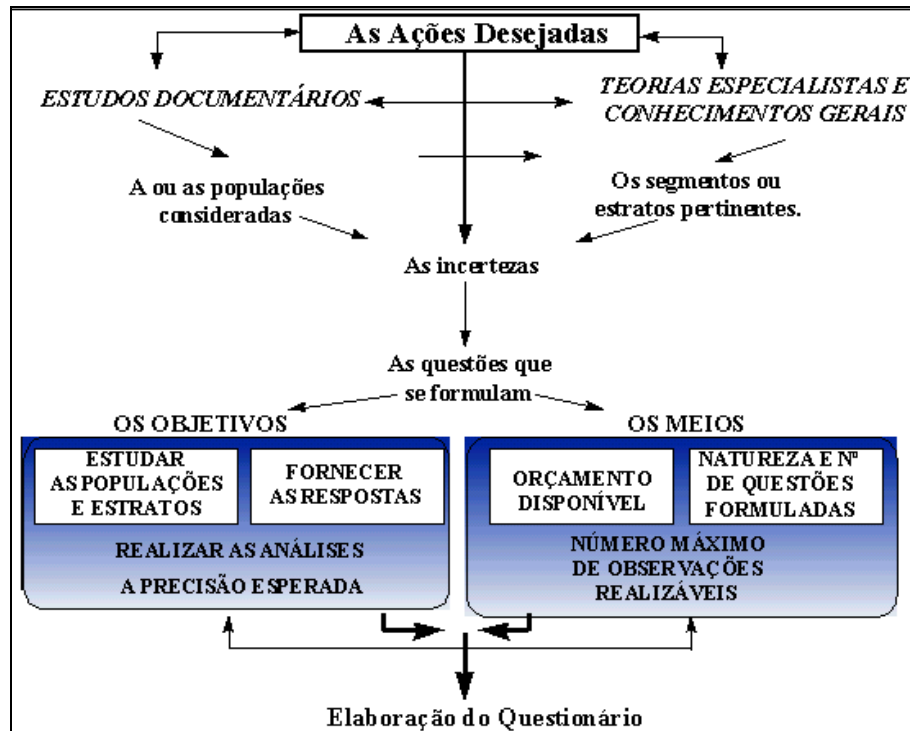 As Ações Desejadas
ESTUDOS DOCUMENTÁRIOS
TEORIAS ESPECIALISTAS E
CONHECIMENTOS GERAIS
A ou as populações
consideradas
Os segmentos ou
estratos pertinentes.
As incertezas
As questões que
se formulam
OS OBJETIVOS
ESTUDAR
AS POPULAÇÕES
E ESTRATOS
FORNECER
AS RESPOSTAS
REALIZAR AS ANÁLISES
A PRECISÃO ESPERADA
OS MEIOS
ORÇAMENTO
DISPONÍVEL
NATUREZA E Nº
DE QUESTÕES
FORMULADAS
NÚMERO MÁXIMO
DE OBSERVAÇÕES
REALIZÁVEIS
Elaboração do Questionário